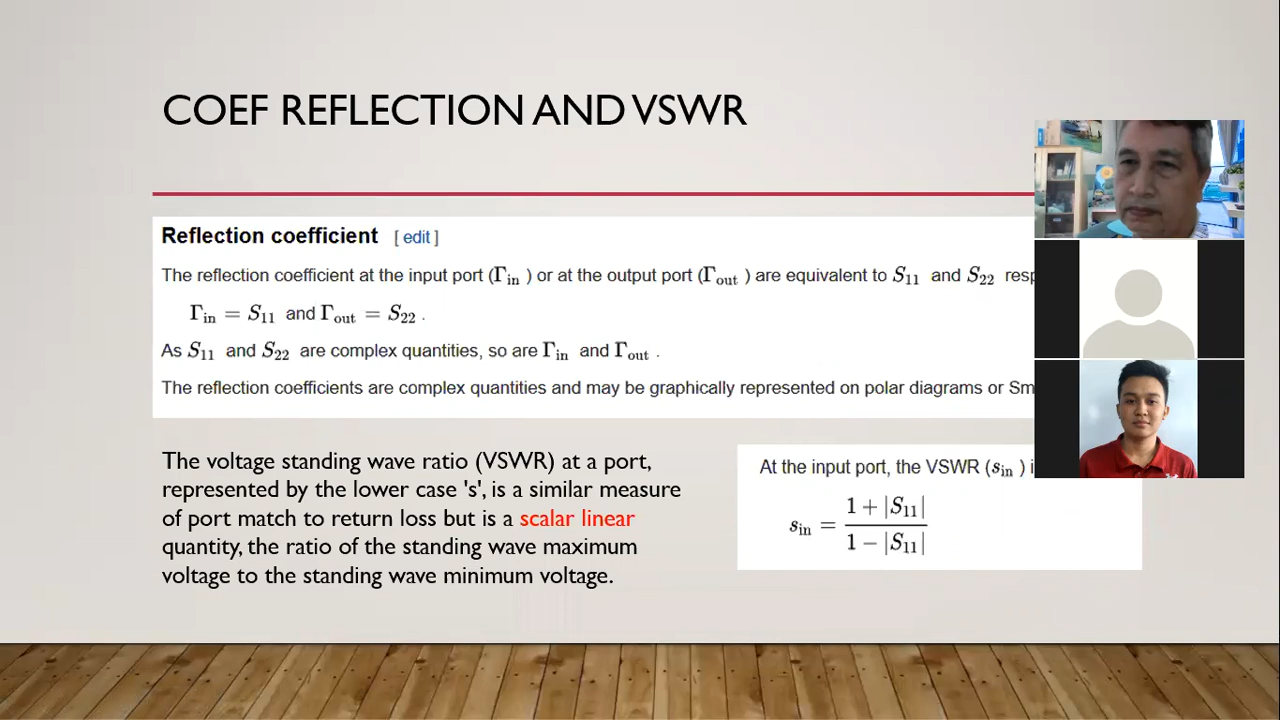 COEF REFLECTION AND VSWR
Reflection coefficient [ edit ]
The reflection coefficient at the input port (Γin ) or at the output port (Γout ) are equivalent to S11 and S22
Γin = S11 and Γout = S22 .
As S11 and S22 are complex quantities, so are Γin and Γout .
The reflection coefficients are complex quantities and may be graphically represented on polar diagrams or
The voltage standing wave ratio (VSWR) at a port,
represented by the lower case 's', is a similar measure
of port match to return loss but is a scalar linear
quantity, the ratio of the standing wave maximum
voltage to the standing wave minimum voltage.
At the input port, the VSWR (sin )
sin = 1 + |S11| / 1 − |S11|